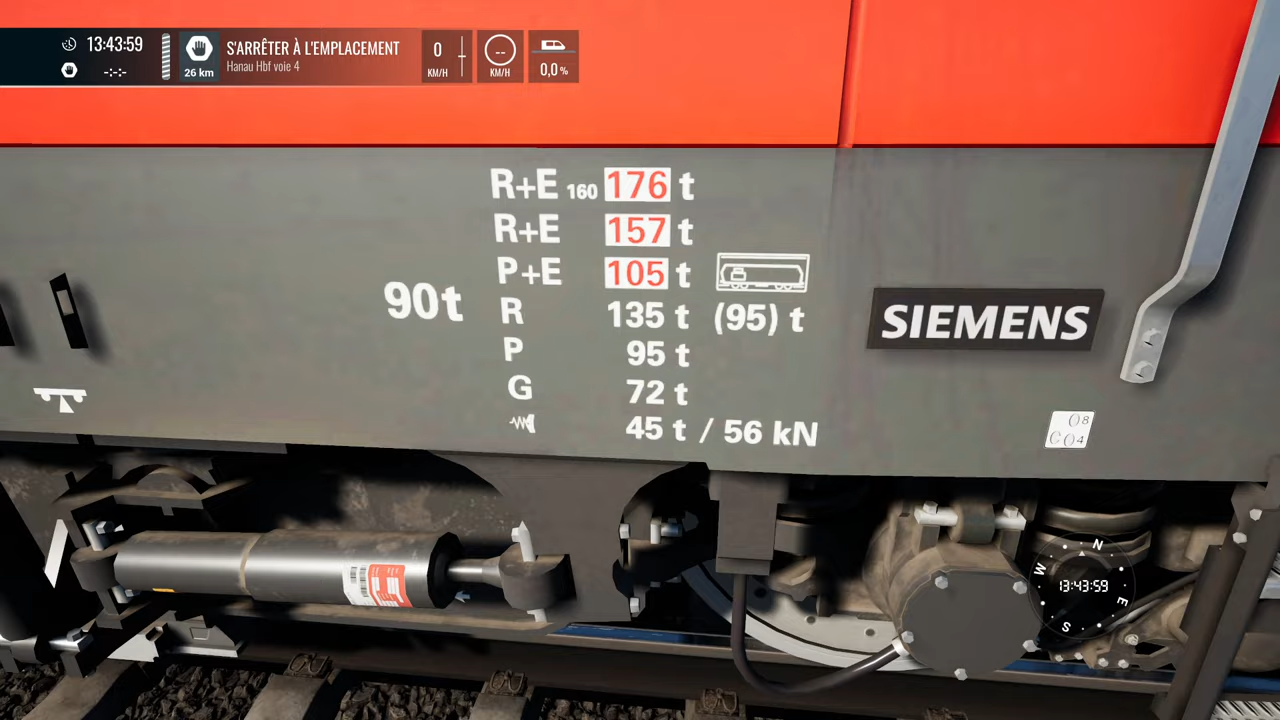 13:43:59
-:-:-
26 km
S'ARRÊTER À L'EMPLACEMENT
Hanau Hbf voie 4
0
KM/H
--
KM/H
0,0 %
R+E 160 176 t
R+E 157 t
P+E 105 t
90t
R 135 t (95) t
P 95 t
G 72 t
45 t / 56 kN
SIEMENS
N
E
S
13:43:59